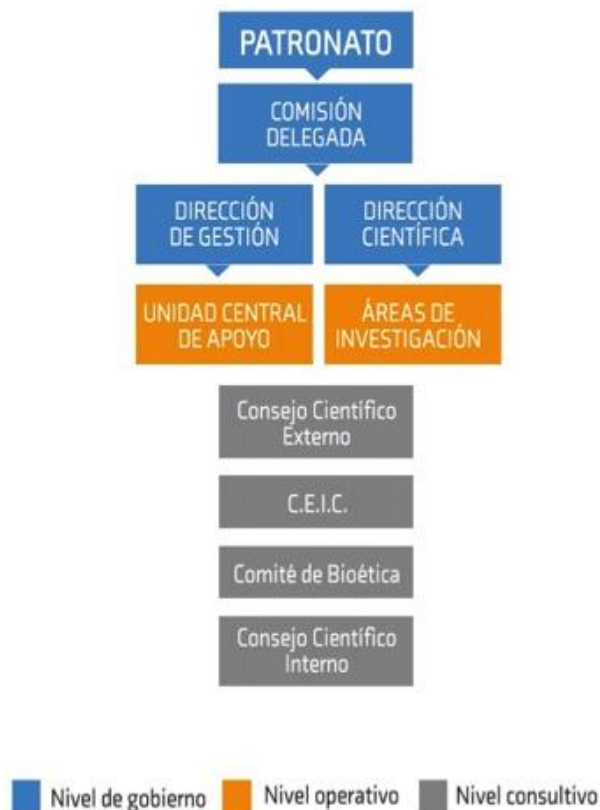 PATRONATO
COMISIÓN
DELEGADA
DIRECCIÓN
DE GESTIÓN
DIRECCIÓN
CIENTÍFICA
UNIDAD CENTRAL
DE APOYO
ÁREAS DE
INVESTIGACIÓN
Consejo Científico
Externo
C.E.I.C.
Comité de Bioética
Consejo Científico
Interno
Nivel de gobierno
Nivel operativo
Nivel consultivo